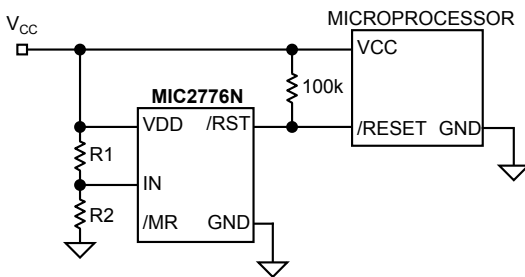 MICROPROCESSOR
VCC
VCC
MIC2776N
100k
VDD
/RST
/RESET
GND
R1
IN
R2
/MR
GND